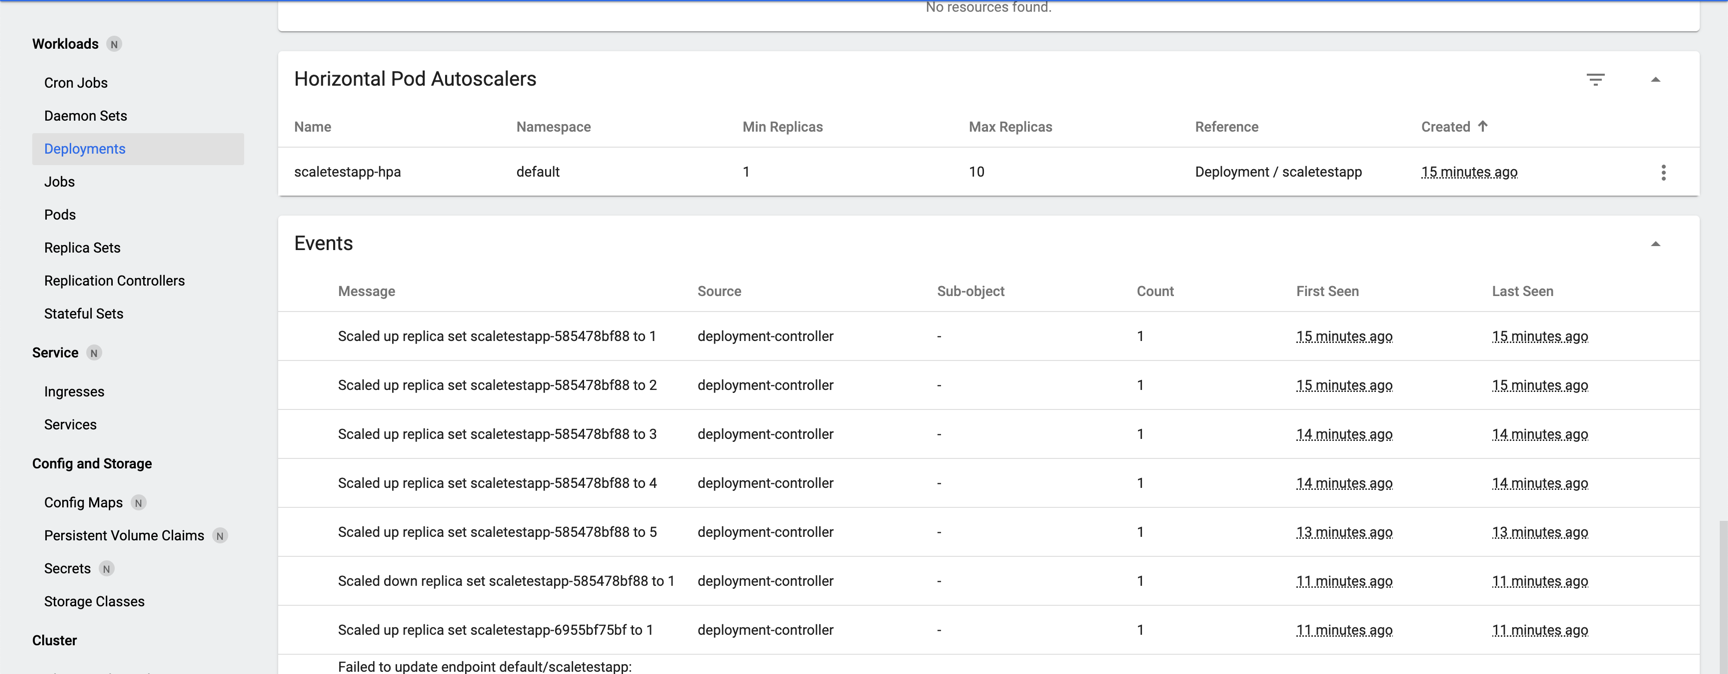 No resources found.
Workloads N
Cron Jobs
Daemon Sets
Deployments
Jobs
Pods
Replica Sets
Replication Controllers
Stateful Sets
Service N
Ingresses
Services
Config and Storage
Config Maps N
Persistent Volume Claims N
Secrets N
Storage Classes
Cluster
Horizontal Pod Autoscalers
Name Namespace Min Replicas Max Replicas Reference Created
scaletestapp-hpa default 1 10 Deployment / scaletestapp 15 minutes ago
Events
Message Source Sub-object Count First Seen Last Seen
Scaled up replica set scaletestapp-585478bf88 to 1 deployment-controller - 1 15 minutes ago 15 minutes ago
Scaled up replica set scaletestapp-585478bf88 to 2 deployment-controller - 1 15 minutes ago 15 minutes ago
Scaled up replica set scaletestapp-585478bf88 to 3 deployment-controller - 1 14 minutes ago 14 minutes ago
Scaled up replica set scaletestapp-585478bf88 to 4 deployment-controller - 1 14 minutes ago 14 minutes ago
Scaled up replica set scaletestapp-585478bf88 to 5 deployment-controller - 1 13 minutes ago 13 minutes ago
Scaled down replica set scaletestapp-585478bf88 to 1 deployment-controller - 1 11 minutes ago 11 minutes ago
Scaled up replica set scaletestapp-6955bf75bf to 1 deployment-controller - 1 11 minutes ago 11 minutes ago
Failed to update endpoint default/scaletestapp: